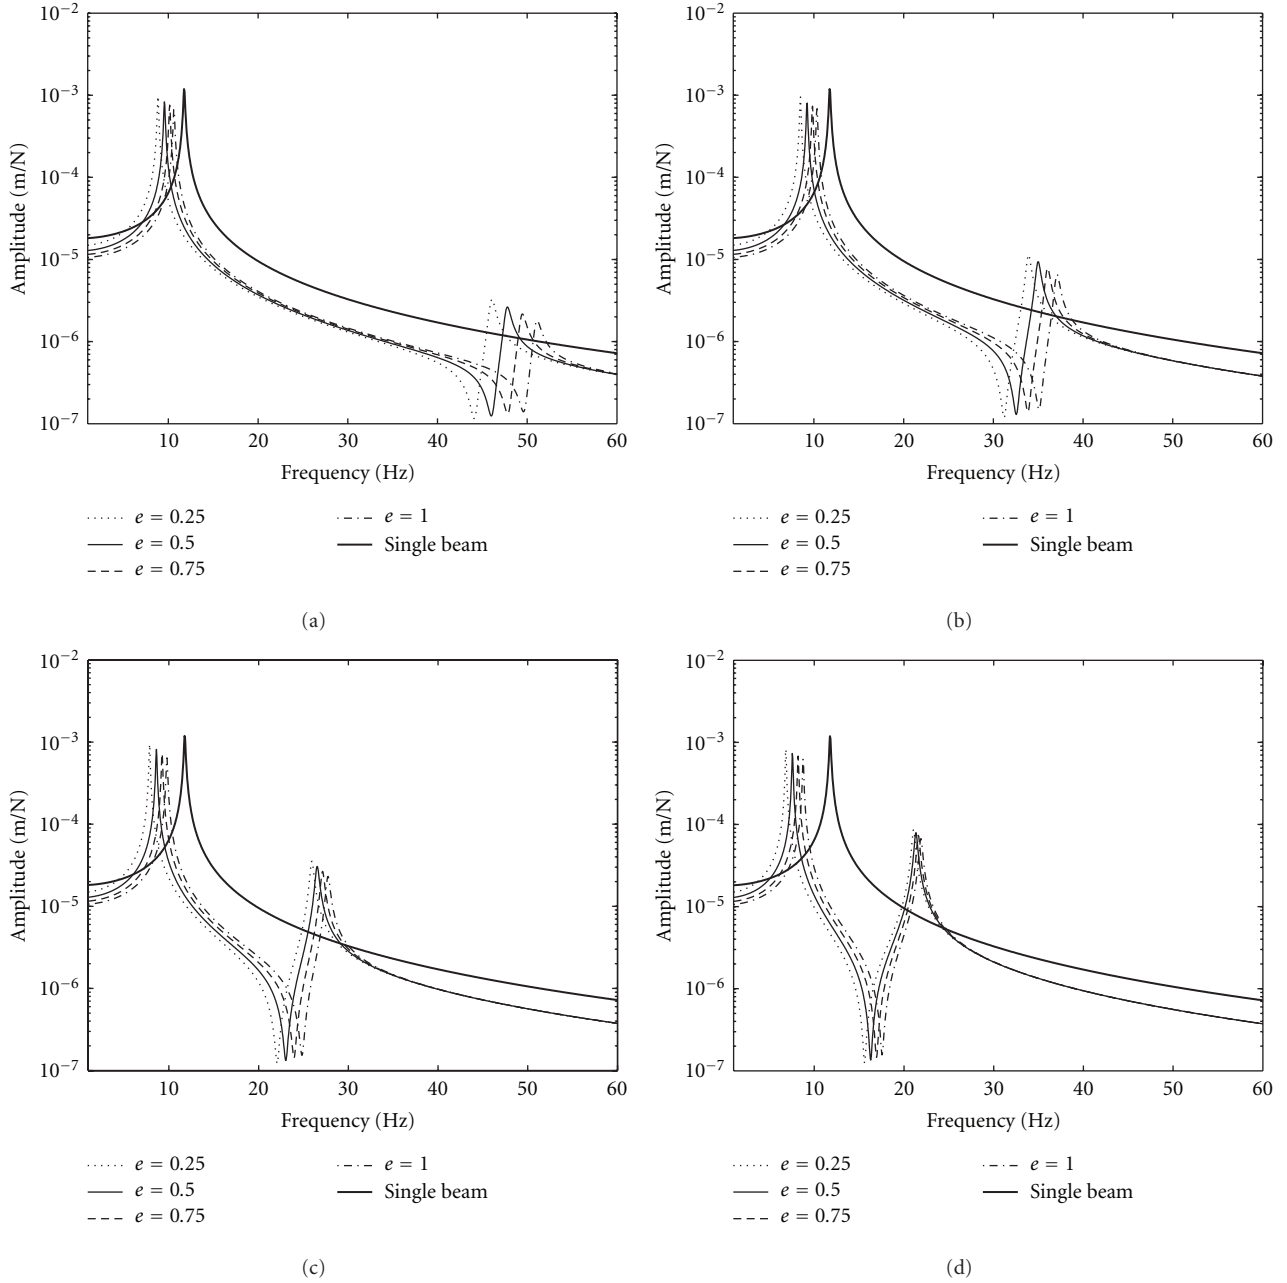 10−2
10−3
10−4
10−5
10−6
10−7
Amplitude (m/N)
10 20 30 40 50 60
Frequency (Hz)
e = 0.25
e = 0.5
e = 0.75
e = 1
Single beam
(a)
10−2
10−3
10−4
10−5
10−6
10−7
Amplitude (m/N)
10 20 30 40 50 60
Frequency (Hz)
e = 0.25
e = 0.5
e = 0.75
e = 1
Single beam
(b)
10−2
10−3
10−4
10−5
10−6
10−7
Amplitude (m/N)
10 20 30 40 50 60
Frequency (Hz)
e = 0.25
e = 0.5
e = 0.75
e = 1
Single beam
(c)
10−2
10−3
10−4
10−5
10−6
10−7
Amplitude (m/N)
10 20 30 40 50 60
Frequency (Hz)
e = 0.25
e = 0.5
e = 0.75
e = 1
Single beam
(d)